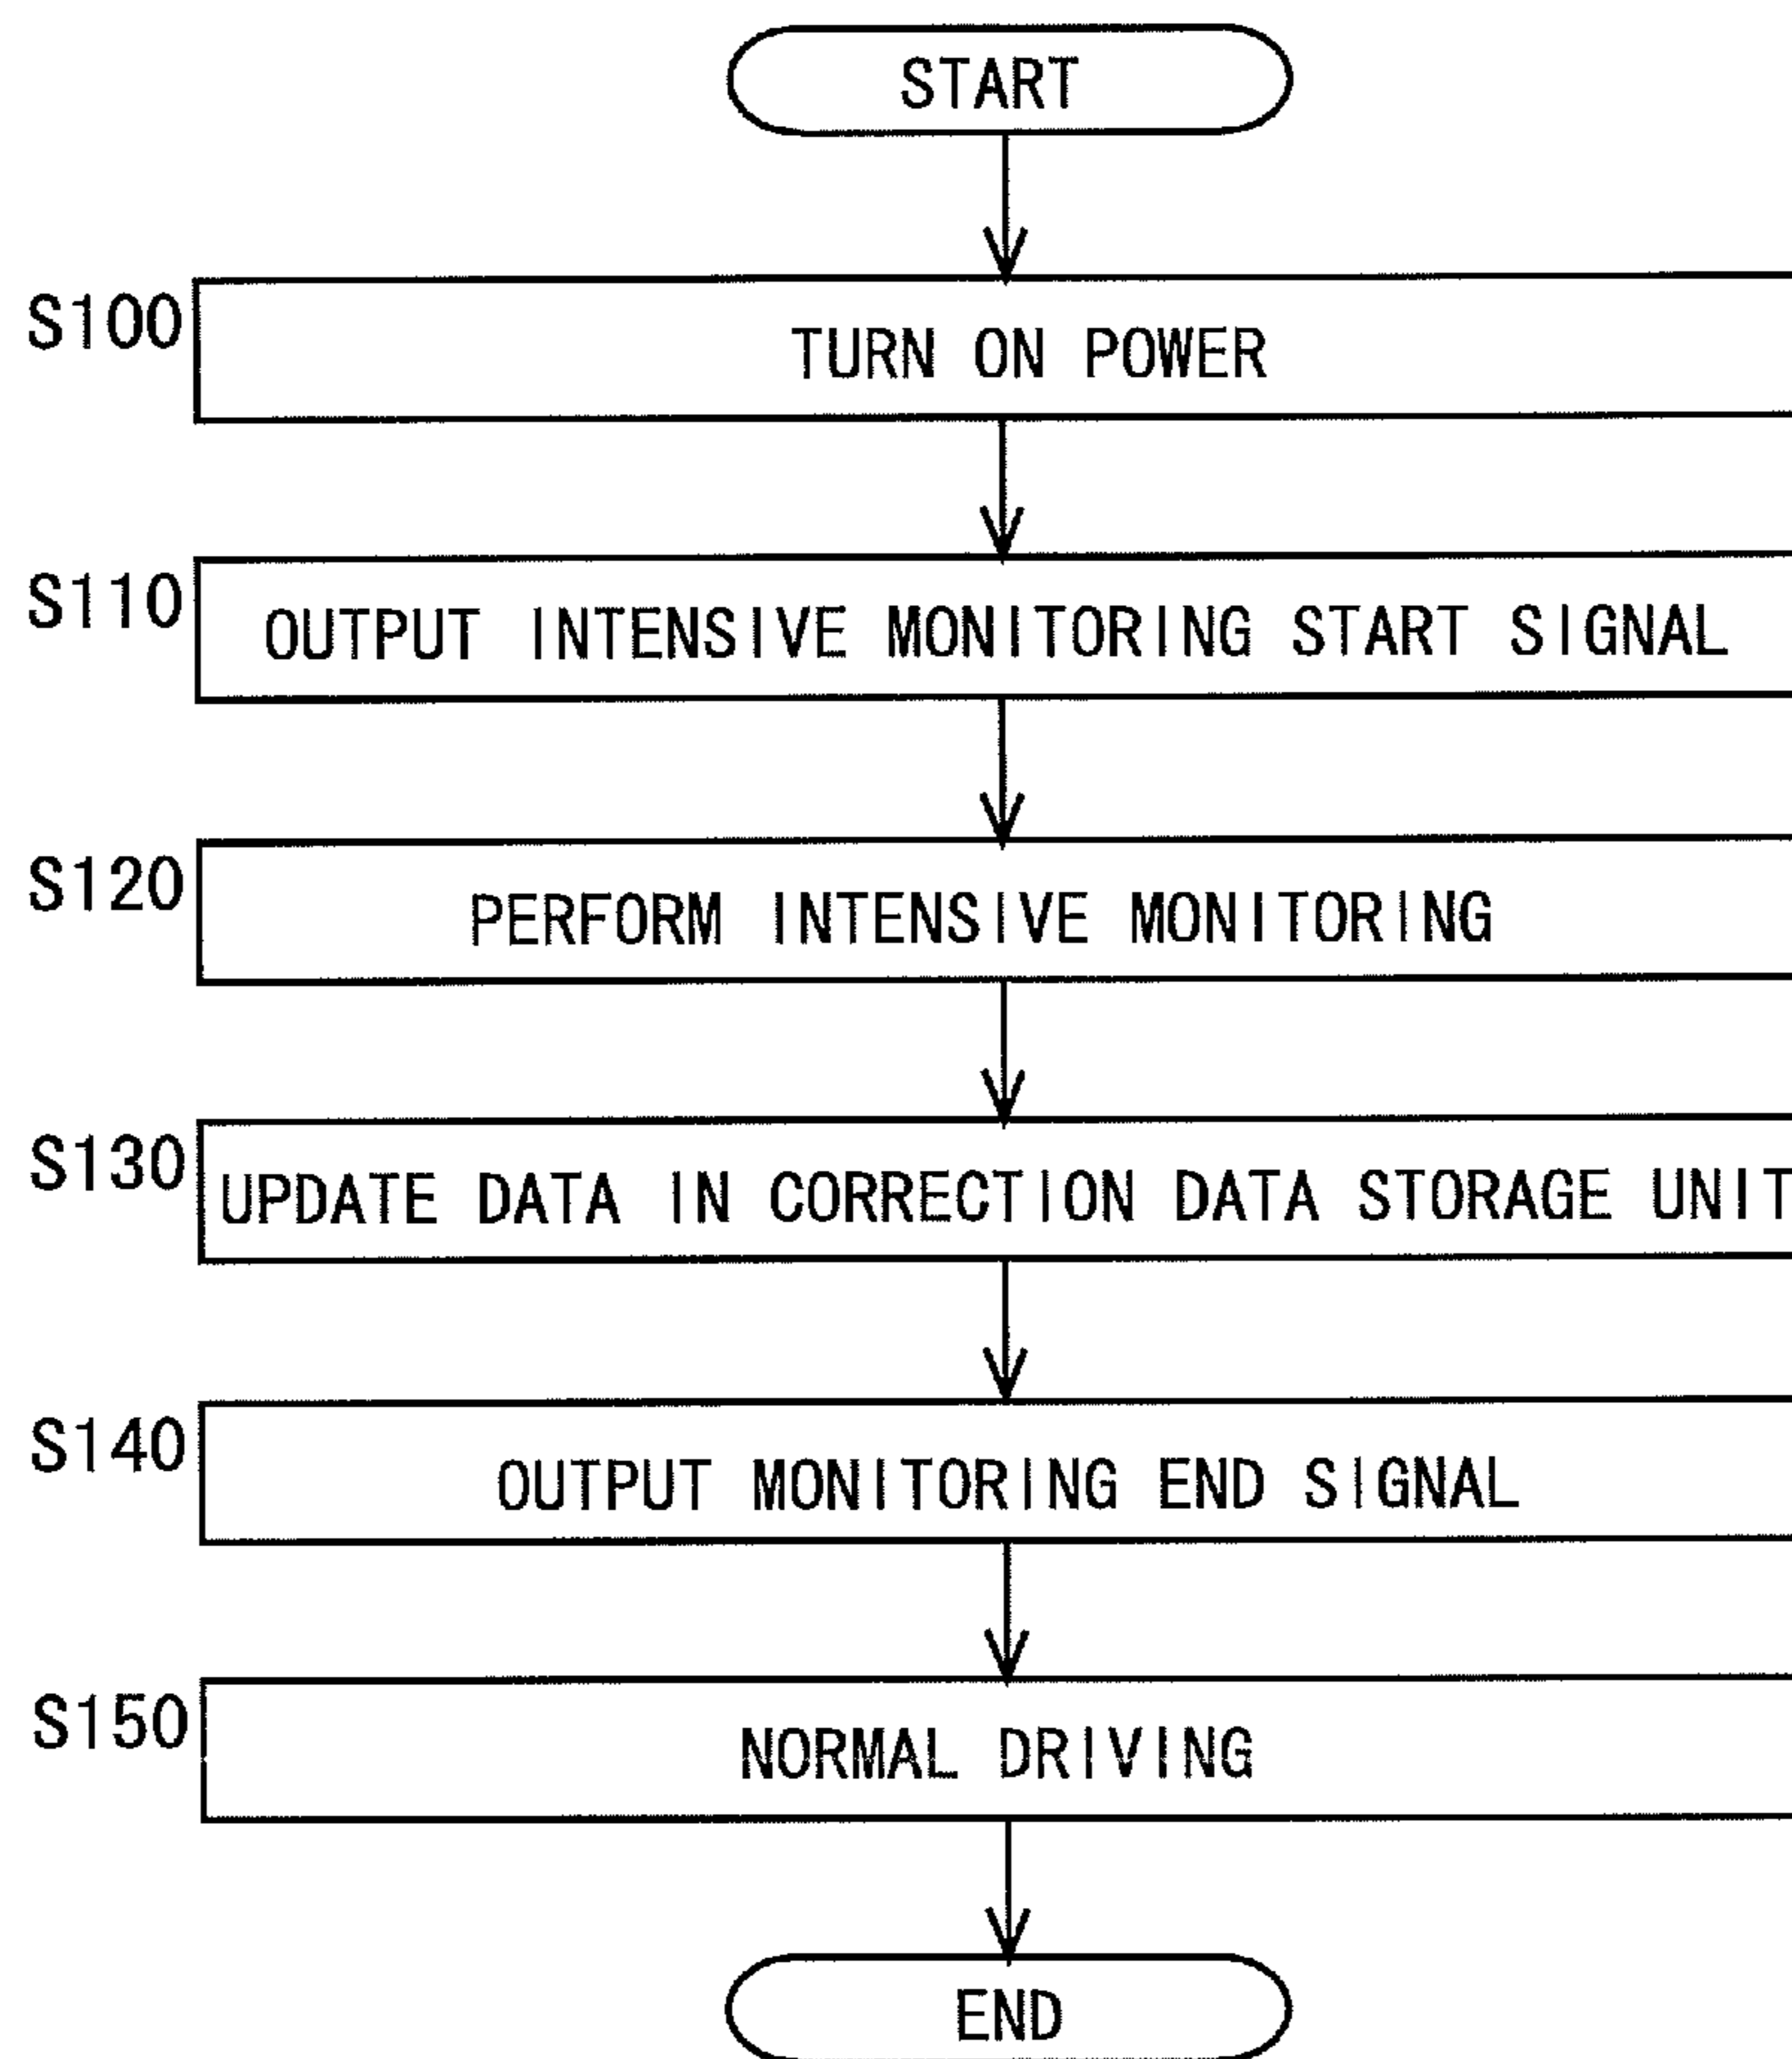 START
S100 TURN ON POWER
S110 OUTPUT INTENSIVE MONITORING START SIGNAL
S120 PERFORM INTENSIVE MONITORING
S130 UPDATE DATA IN CORRECTION DATA STORAGE UNIT
S140 OUTPUT MONITORING END SIGNAL
S150 NORMAL DRIVING
END